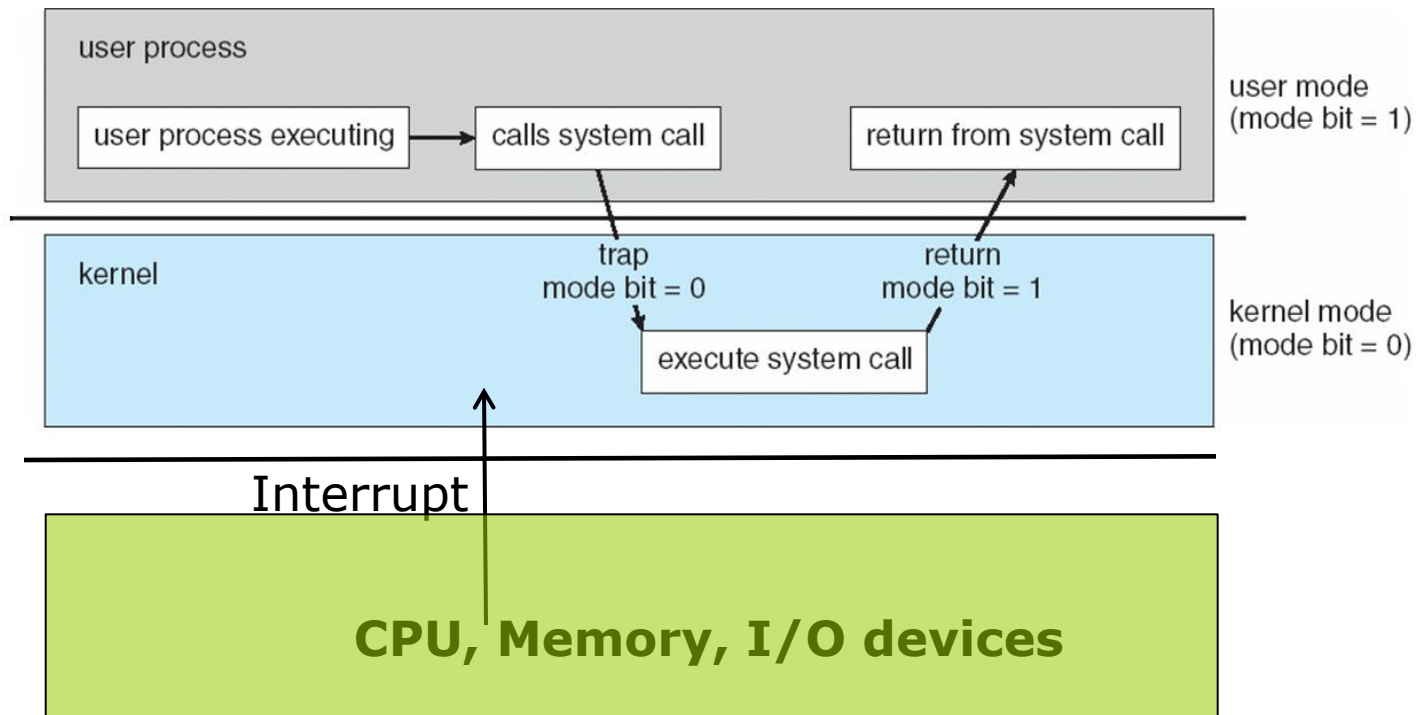 user process
user process executing
calls system call
return from system call
user mode
(mode bit = 1)
kernel
trap
mode bit = 0
return
mode bit = 1
execute system call
kernel mode
(mode bit = 0)
Interrupt
CPU, Memory, I/O devices